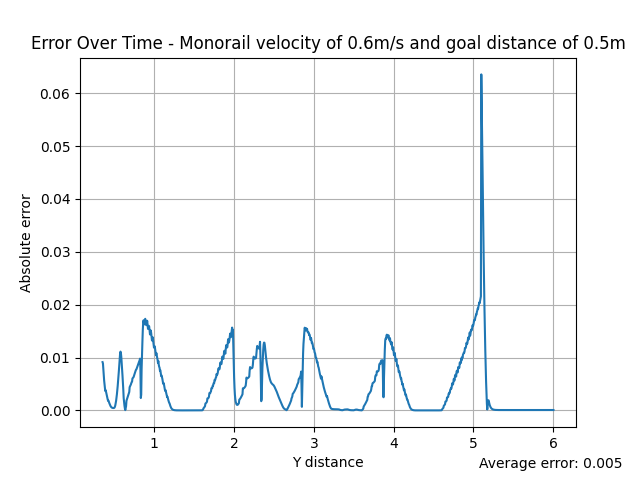 Error Over Time - Monorail velocity of 0.6m/s and goal distance of 0.5m
0.06
0.05
0.04
0.03
0.02
0.01
0.00
Absolute error
1 2 3 4 5 6
Y distance
Average error: 0.005